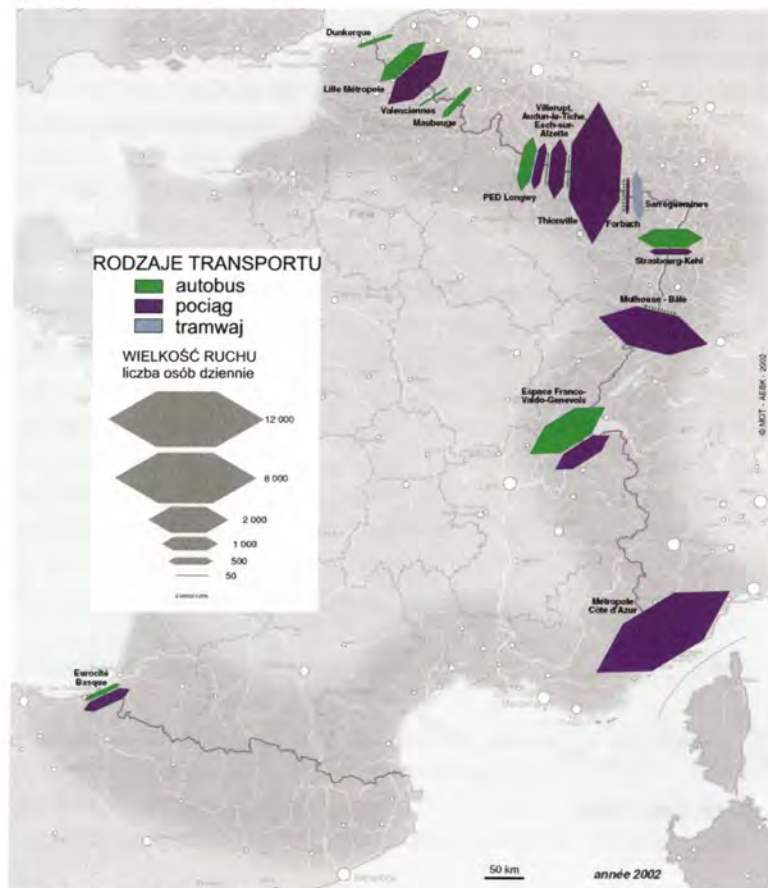 Dunkerque
Lille Métropole
Valenciennes
Maubeuge
Villerupt,
Audun-le-Tiche,
Esch-sur-
Alzette
PED Longwy
Thionville
Forbach
Sarreguemines
Strasbourg-Kehl
Mulhouse - Bâle
Espace Franco-
Valdo-Genevois
Métropole
Côte d'Azur
Eurocité
Basque
RODZAJE TRANSPORTU
autobus
pociąg
tramwaj
WIELKOŚĆ RUCHU
liczba osób dziennie
12 000
8 000
2 000
1 000
500
50
© MOT - AEBK - 2002
50 km
année 2002